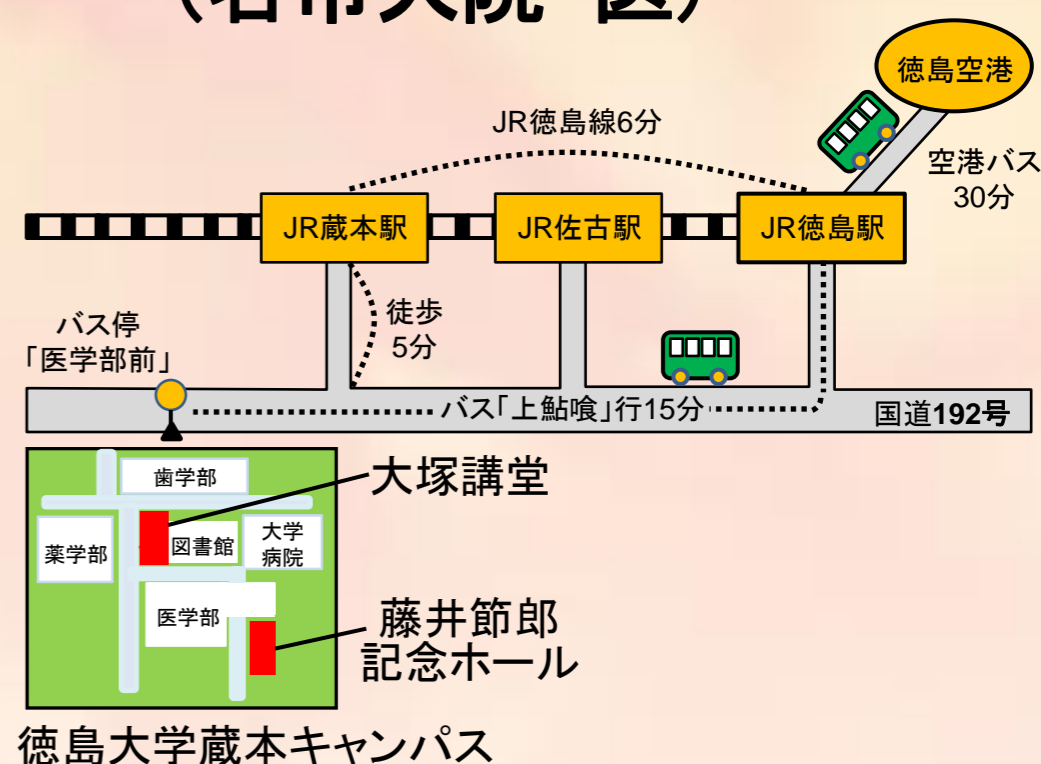 (名市大院 医)
徳島空港
JR徳島線6分
空港バス
30分
JR蔵本駅
JR佐古駅
JR徳島駅
徒歩
5分
バス停
「医学部前」
バス「上鮎喰」行15分
国道192号
歯学部
大塚講堂
薬学部
図書館
大学
病院
医学部
藤井節郎
記念ホール
徳島大学蔵本キャンパス